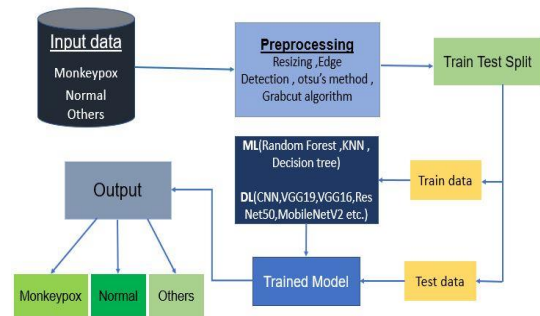 Input data
Monkeypox
Normal
Others
Preprocessing
Resizing ,Edge
Detection , otsu's method ,
Grabcut algorithm
Train Test Split
ML(Random Forest ,KNN ,
Decision tree)
DL(CNN,VGG19,VGG16,Res
Net50,MobileNetV2 etc.)
Train data
Output
Trained Model
Test data
Monkeypox
Normal
Others